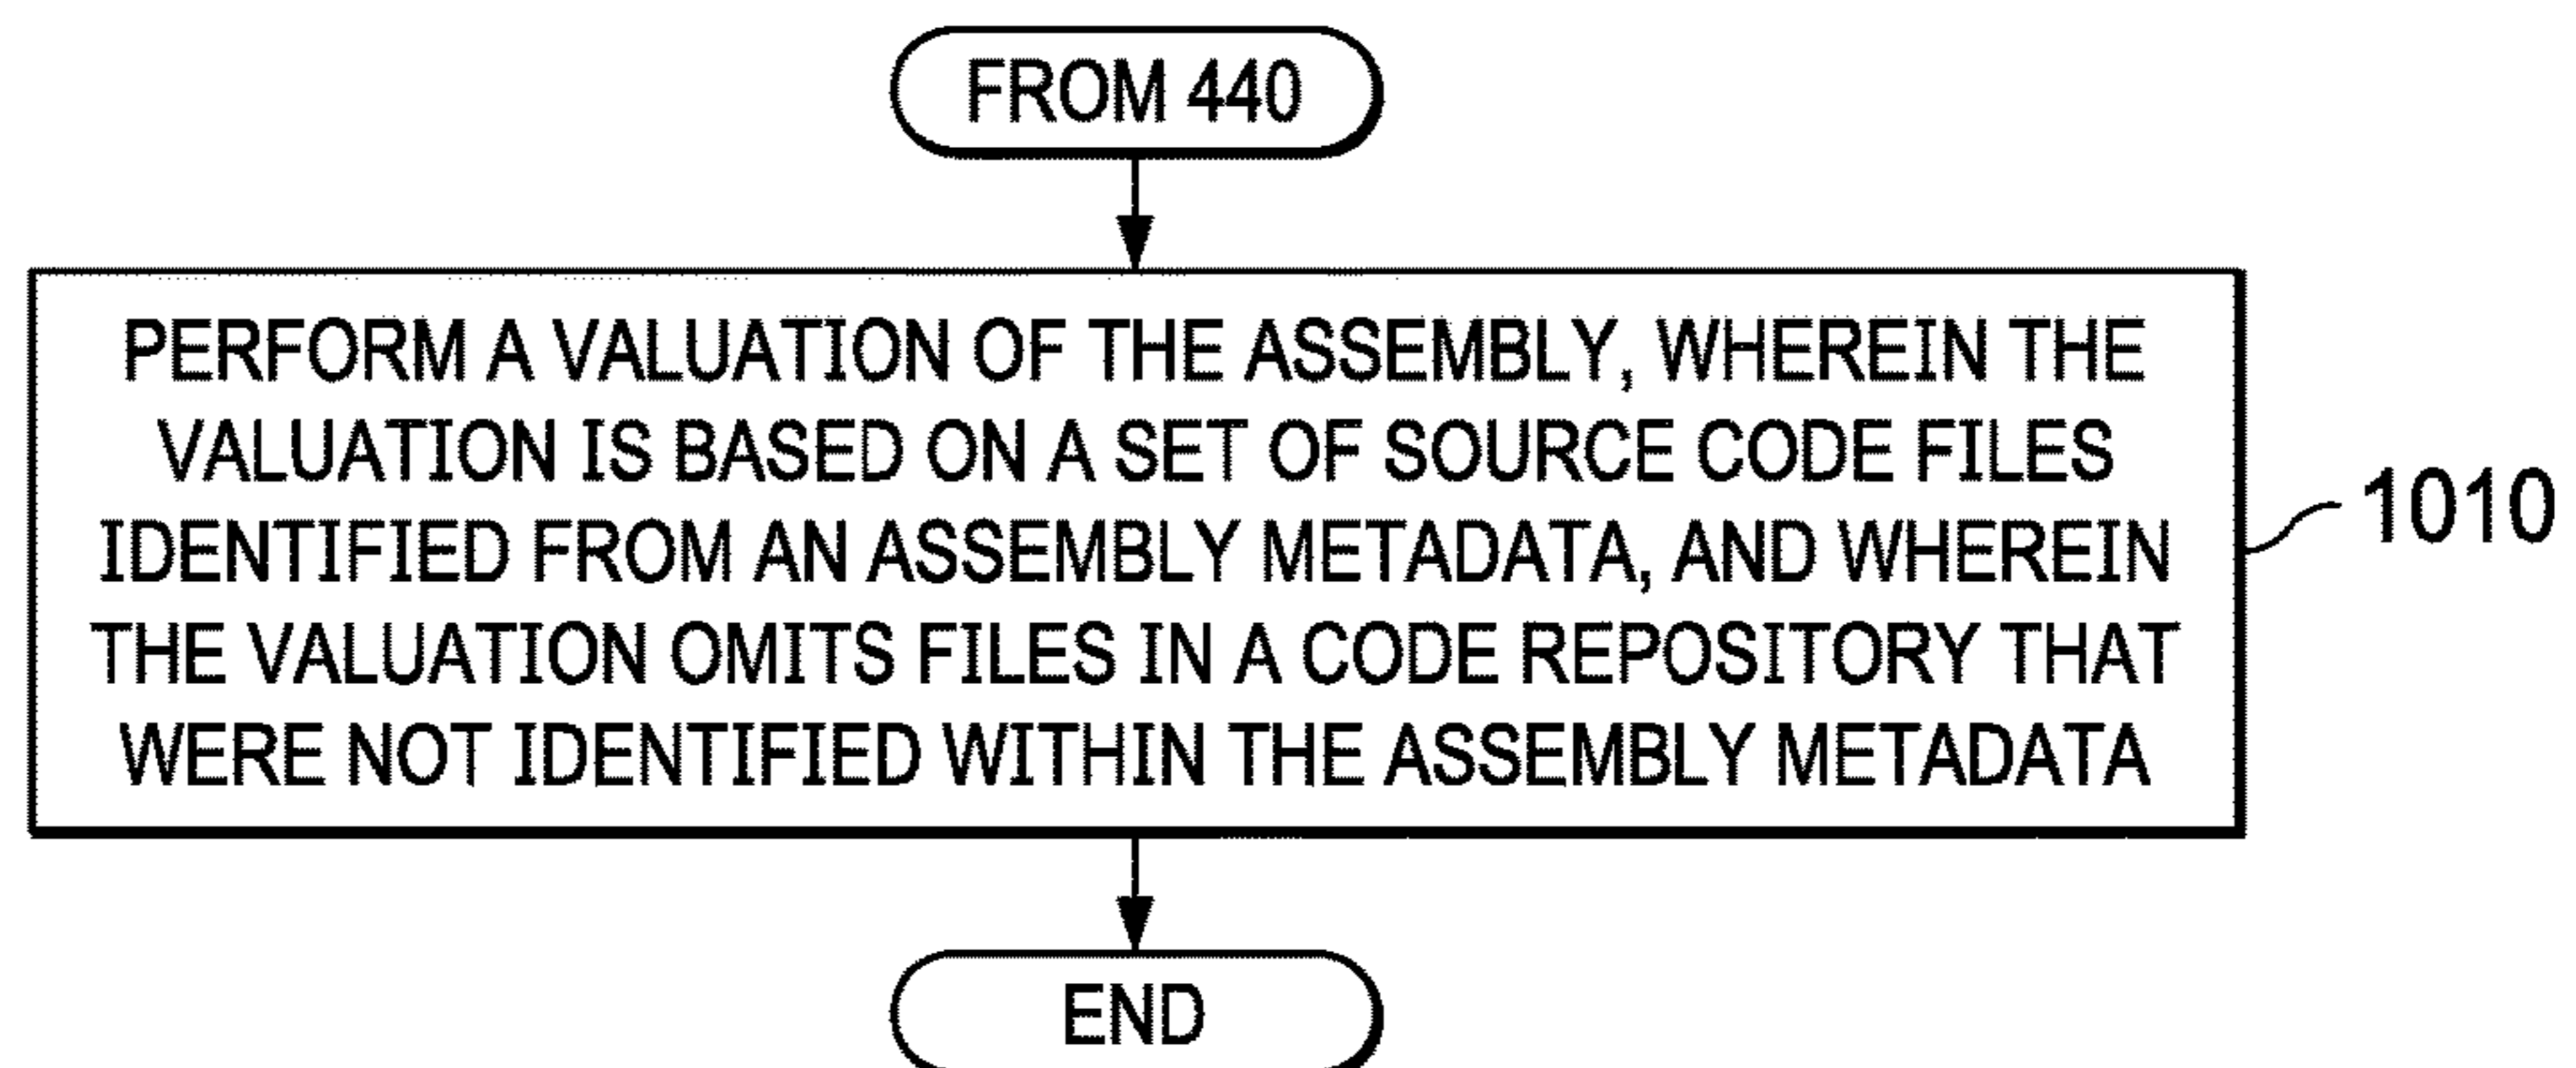 FROM 440
PERFORM A VALUATION OF THE ASSEMBLY, WHEREIN THE
VALUATION IS BASED ON A SET OF SOURCE CODE FILES
IDENTIFIED FROM AN ASSEMBLY METADATA, AND WHEREIN
THE VALUATION OMITS FILES IN A CODE REPOSITORY THAT
WERE NOT IDENTIFIED WITHIN THE ASSEMBLY METADATA
1010
END